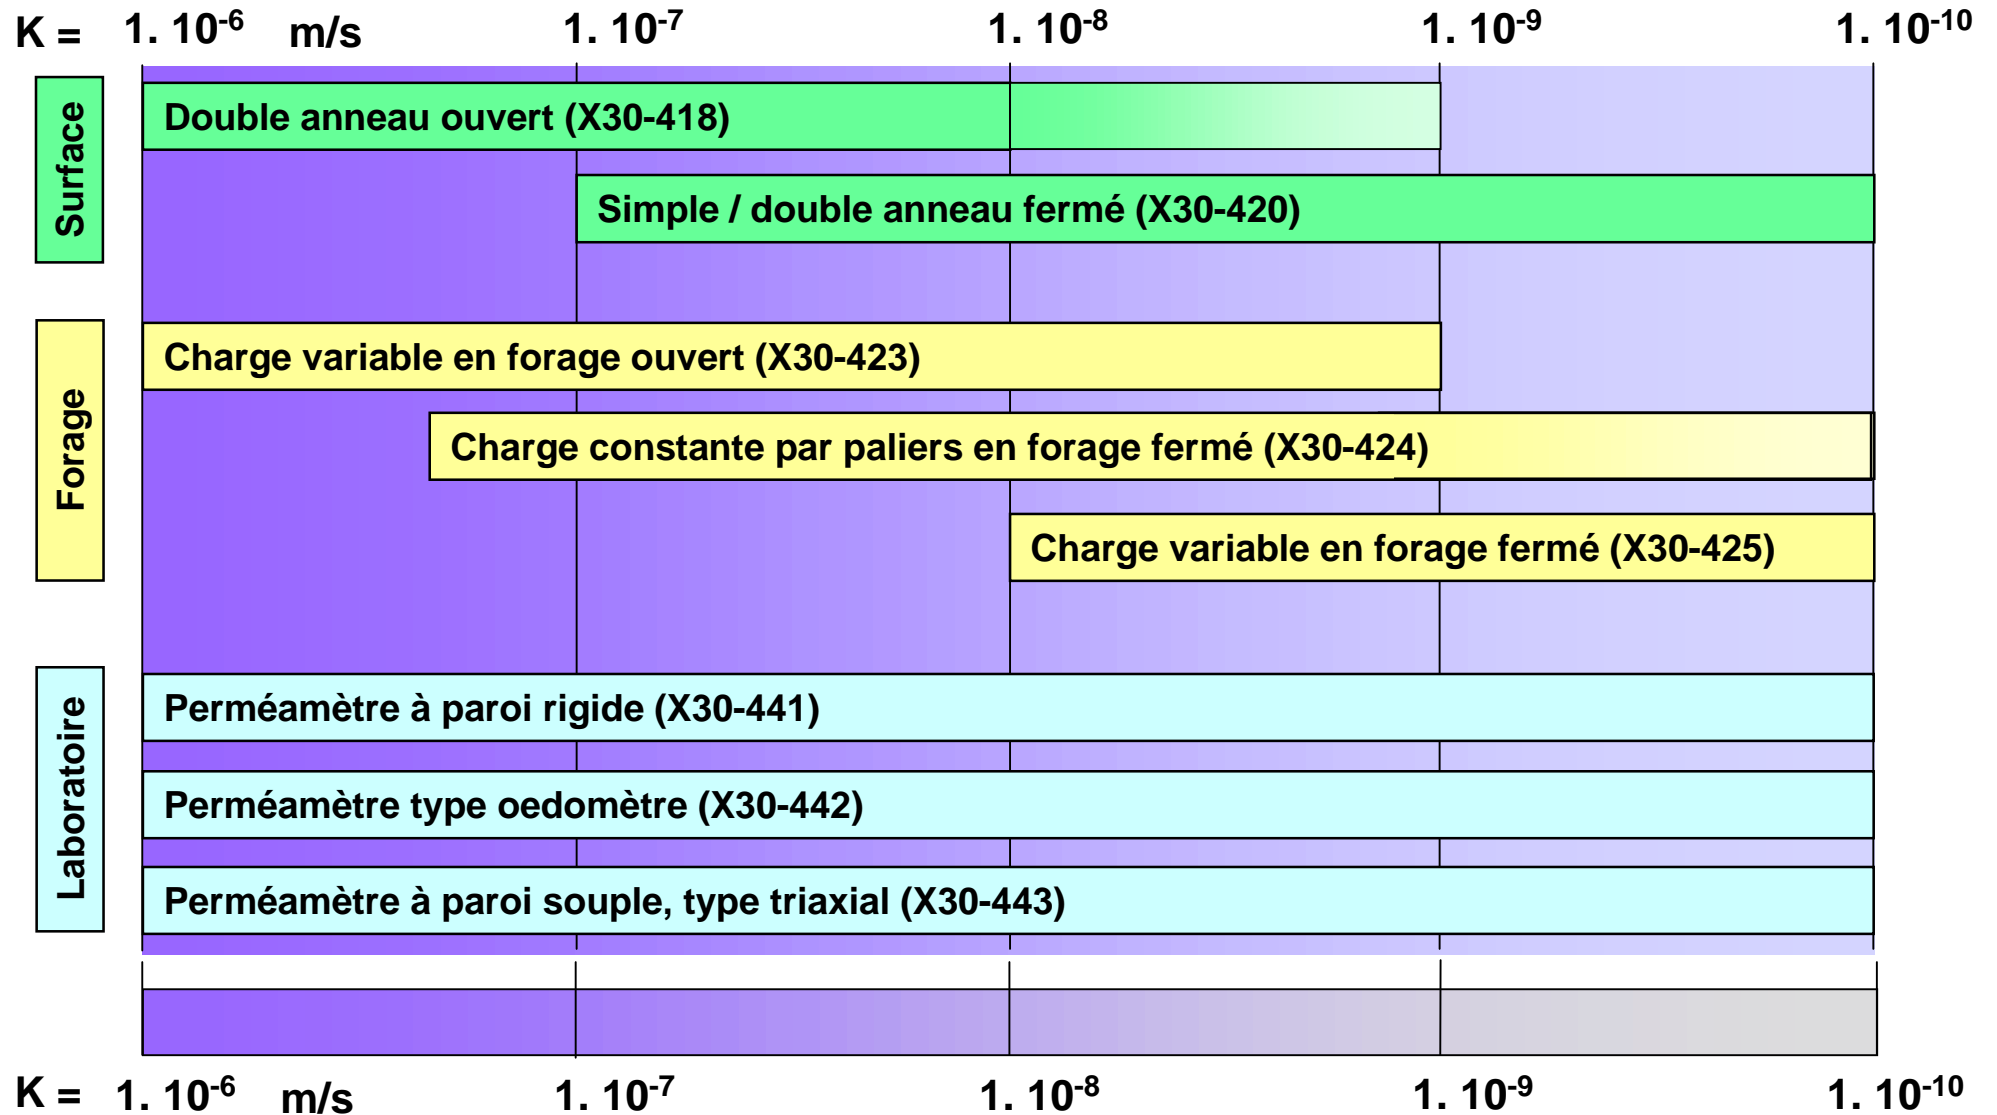 K = 1. 10-6 m/s 1. 10-7 1. 10-8 1. 10-9 1. 10-10
Surface
Double anneau ouvert (X30-418)
Simple / double anneau fermé (X30-420)
Forage
Charge variable en forage ouvert (X30-423)
Charge constante par paliers en forage fermé (X30-424)
Charge variable en forage fermé (X30-425)
Laboratoire
Perméamètre à paroi rigide (X30-441)
Perméamètre type oedomètre (X30-442)
Perméamètre à paroi souple, type triaxial (X30-443)
K = 1. 10-6 m/s 1. 10-7 1. 10-8 1. 10-9 1. 10-10